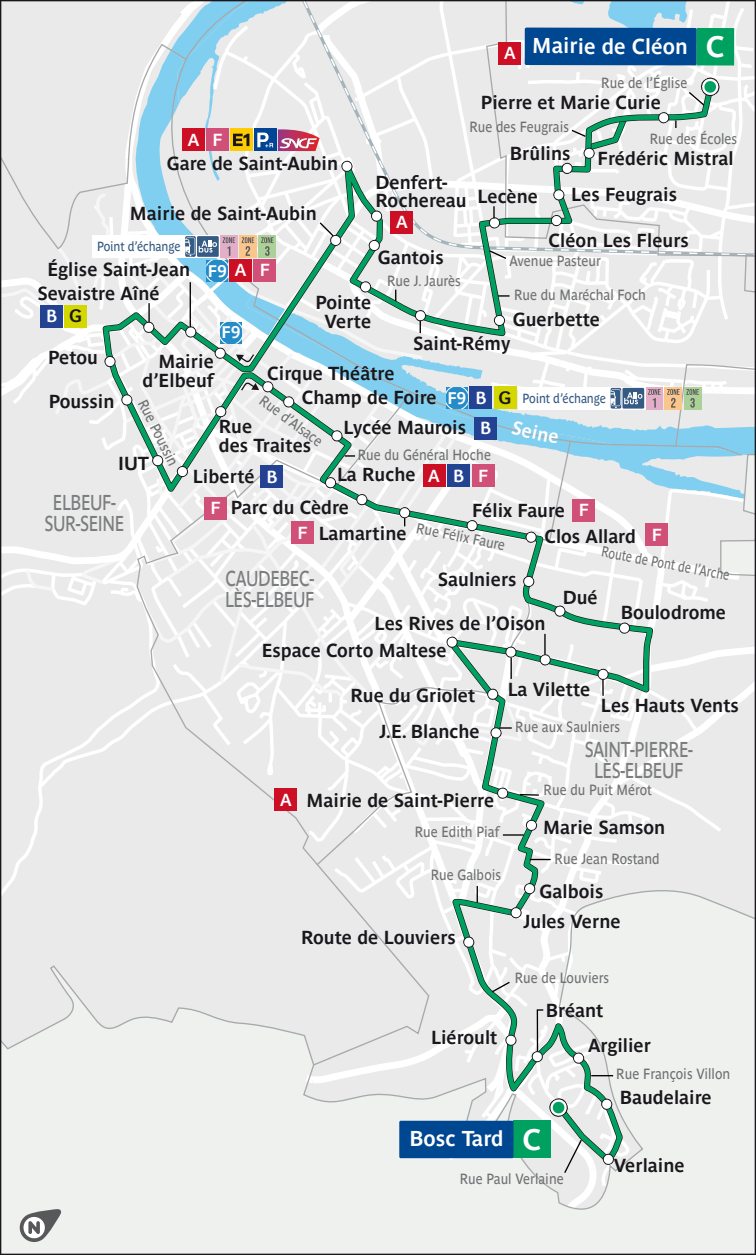 A
Mairie de Cléon C
Rue de l'Église
Pierre et Marie Curie
Rue des Feugrais
Rue des Écoles
Brûlins
Frédéric Mistral
A F E1 P+R SNCF
Gare de Saint-Aubin
Denfert-
Rochereau
A
Lecène
Les Feugrais
Mairie de Saint-Aubin
Cléon Les Fleurs
Point d'échange Allo bus ZONE 1 ZONE 2 ZONE 3
Gantois
Avenue Pasteur
Église Saint-Jean
F9 A F
Rue J. Jaurès
Rue du Maréchal Foch
Sevaistre Aîné
B G
Pointe
Verte
Guerbette
F9
Saint-Rémy
Petou
Mairie
d'Elbeuf
Cirque Théâtre
Poussin
Rue Poussin
Champ de Foire F9 B G Point d'échange Allo bus ZONE 1 ZONE 2 ZONE 3
Rue d'Alsace
Rue
des Traites
Lycée Maurois B
Seine
Rue du Général Hoche
IUT
Liberté B
La Ruche A B F
ELBEUF-
SUR-SEINE
F Parc du Cèdre
Félix Faure F
F Lamartine
Rue Félix Faure
Clos Allard F
Route de Pont de l'Arche
CAUDEBEC-
LÈS-ELBEUF
Saulniers
Dué
Boulodrome
Les Rives de l'Oison
Espace Corto Maltese
La Vilette
Les Hauts Vents
Rue du Griolet
J.E. Blanche
Rue aux Saulniers
SAINT-PIERRE-
LÈS-ELBEUF
Rue du Puit Mérot
A Mairie de Saint-Pierre
Marie Samson
Rue Edith Piaf
Rue Jean Rostand
Rue Galbois
Galbois
Jules Verne
Route de Louviers
Rue de Louviers
Bréant
Liéroult
Argilier
Rue François Villon
Baudelaire
Bosc Tard C
Verlaine
Rue Paul Verlaine
N